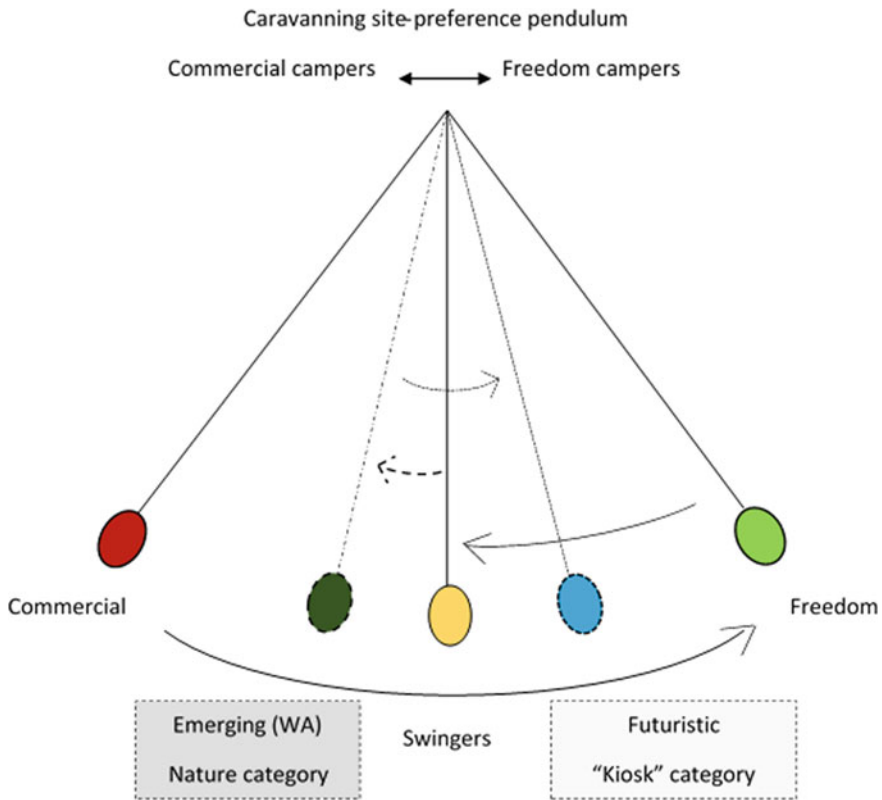 Caravanning site-preference pendulum
Commercial campers Freedom campers
Commercial Freedom
Emerging (WA)
Nature category
Swingers
Futuristic
“Kiosk” category